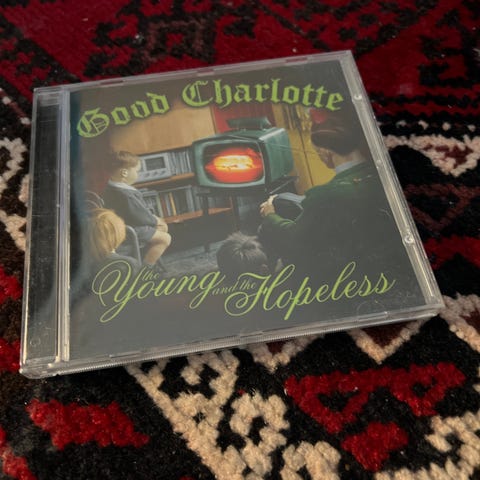 Good Charlotte
the Young and the Hopeless